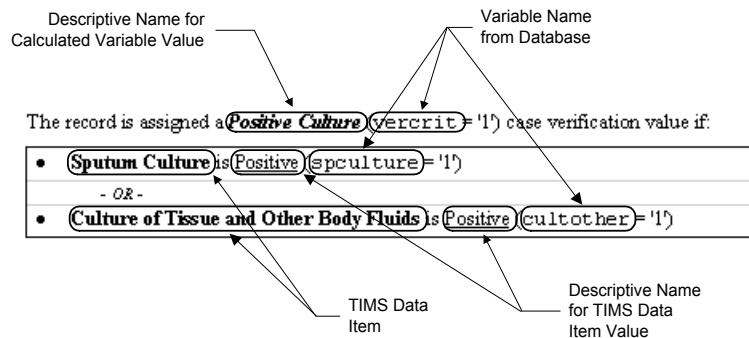 Descriptive Name for
Calculated Variable Value
Variable Name
from Database
The record is assigned a Positive Culture (vercrit = '1') case verification value if:
• Sputum Culture is Positive (spculture = '1')
- OR -
• Culture of Tissue and Other Body Fluids is Positive (cultother = '1')
TIMS Data
Item
Descriptive Name
for TIMS Data
Item Value